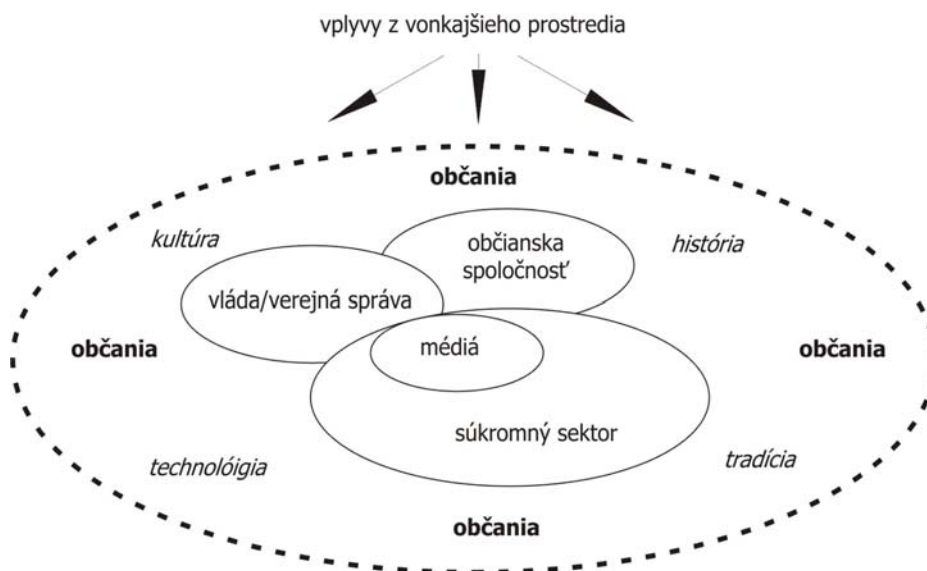 vplyvy z vonkajšieho prostredia
občania
kultúra
občianska
spoločnosť
história
vláda/verejná správa
občania
médiá
občania
súkromný sektor
technolóigia
tradícia
občania